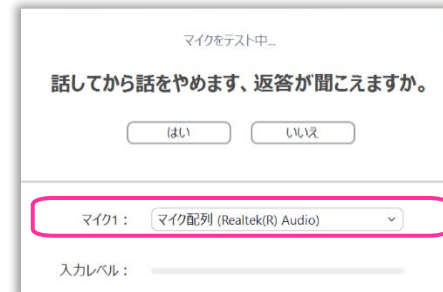 マイクをテスト中...
話してから話をやめます、返答が聞こえますか。
はい いいえ
マイク1： マイク配列 (Realtek(R) Audio)
入力レベル：